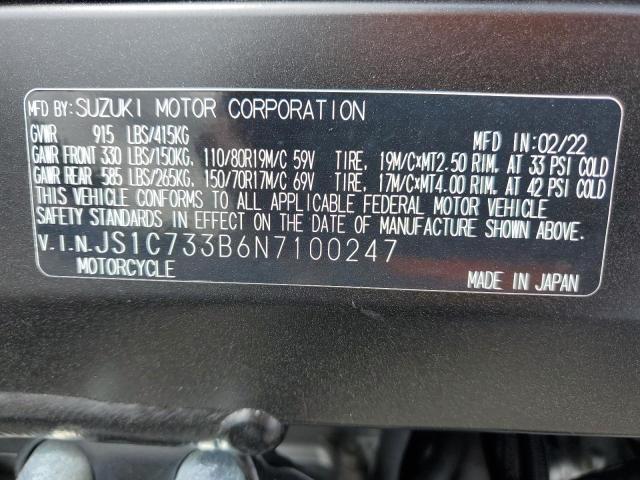 MFD BY: SUZUKI MOTOR CORPORATION
GVWR 915 LBS/415KG MFD IN: 02/22
GAWR FRONT 330 LBS/150KG, 110/80R19M/C 59V TIRE, 19M/C×MT2.50 RIM, AT 33 PSI COLD
GAWR REAR 585 LBS/265KG, 150/70R17M/C 69V TIRE, 17M/C×MT4.00 RIM, AT 42 PSI COLD
THIS VEHICLE CONFORMS TO ALL APPLICABLE FEDERAL MOTOR VEHICLE
SAFETY STANDARDS IN EFFECT ON THE DATE OF MANUFACTURE SHOWN ABOVE.
V.I.N. JS1C733B6N7100247
MOTORCYCLE MADE IN JAPAN